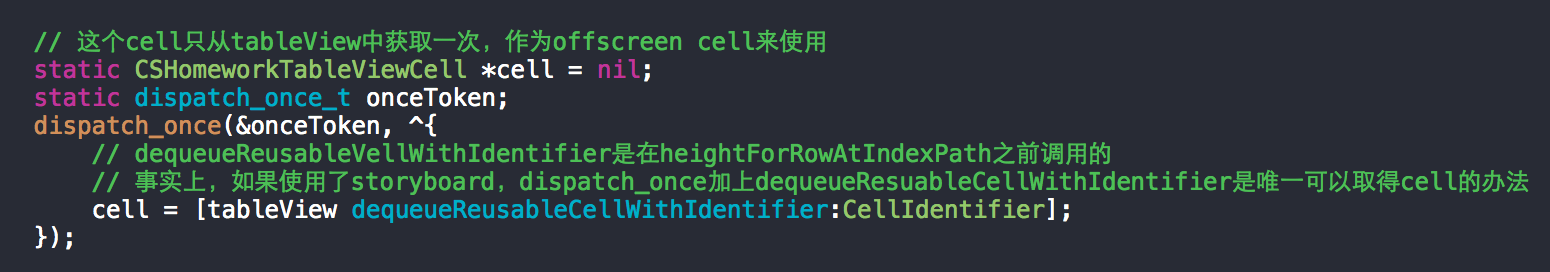 // 这个cell只从tableView中获取一次，作为offscreen cell来使用
static CSHomeworkTableViewCell *cell = nil;
static dispatch_once_t onceToken;
dispatch_once(&onceToken, ^{
    // dequeueReusableVellWithIdentifier是在heightForRowAtIndexPath之前调用的
    // 事实上，如果使用了storyboard，dispatch_once加上dequeueResuableCellWithIdentifier是唯一可以取得cell的办法
    cell = [tableView dequeueReusableCellWithIdentifier:CellIdentifier];
});